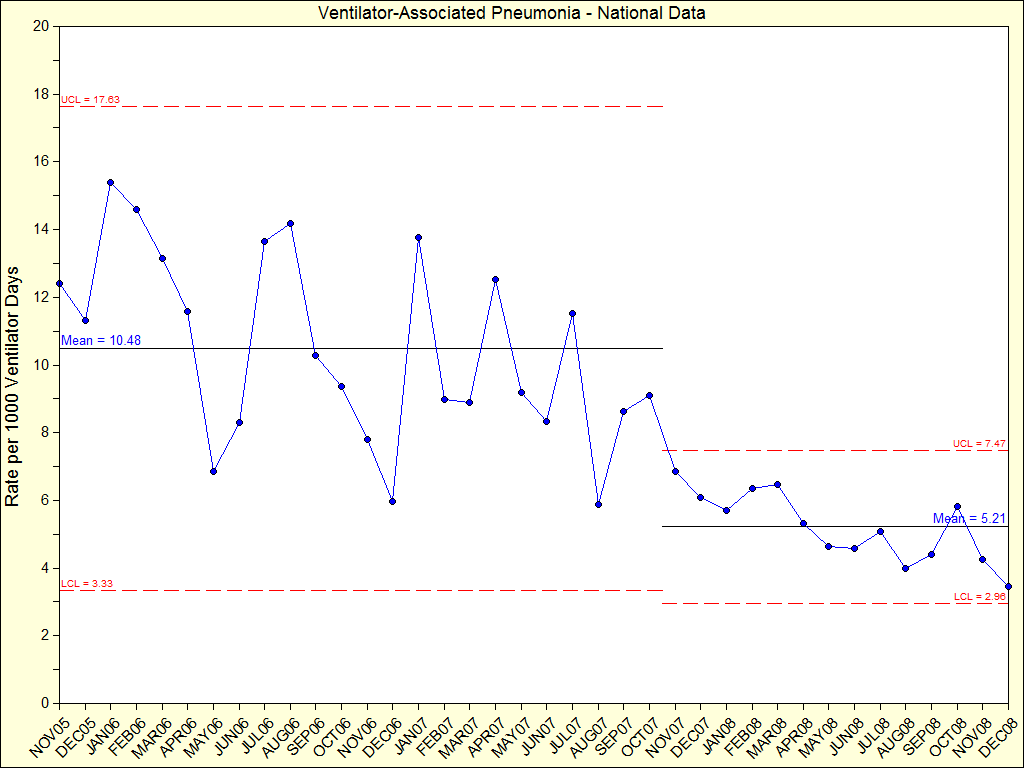 Ventilator-Associated Pneumonia - National Data
Rate per 1000 Ventilator Days
20
18
16
14
12
10
8
6
4
2
0
UCL = 17.63
Mean = 10.48
LCL = 3.33
UCL = 7.47
Mean = 5.21
LCL = 2.96
NOV05
DEC05
JAN06
FEB06
MAR06
APR06
MAY06
JUN06
JUL06
AUG06
SEP06
OCT06
NOV06
DEC06
JAN07
FEB07
MAR07
APR07
MAY07
JUN07
JUL07
AUG07
SEP07
OCT07
NOV07
DEC07
JAN08
FEB08
MAR08
APR08
MAY08
JUN08
JUL08
AUG08
SEP08
OCT08
NOV08
DEC08